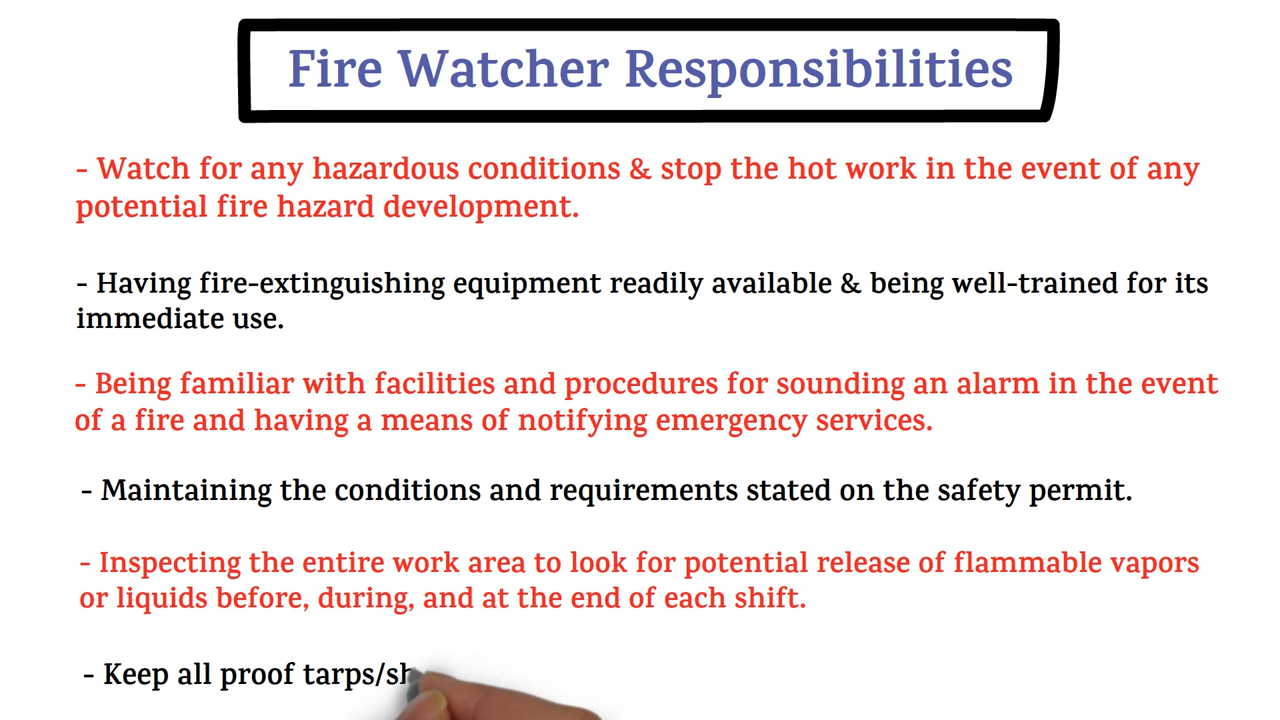 Fire Watcher Responsibilities
- Watch for any hazardous conditions & stop the hot work in the event of any
potential fire hazard development.
- Having fire-extinguishing equipment readily available & being well-trained for its
immediate use.
- Being familiar with facilities and procedures for sounding an alarm in the event
of a fire and having a means of notifying emergency services.
- Maintaining the conditions and requirements stated on the safety permit.
- Inspecting the entire work area to look for potential release of flammable vapors
or liquids before, during, and at the end of each shift.
- Keep all proof tarps/